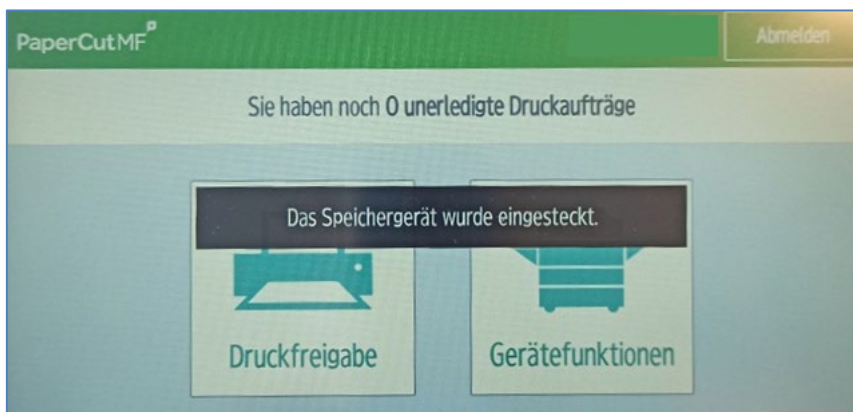 PaperCutMF
Abmelden
Sie haben noch 0 unerledigte Druckaufträge
Das Speichergerät wurde eingesteckt.
Druckfreigabe
Gerätefunktionen